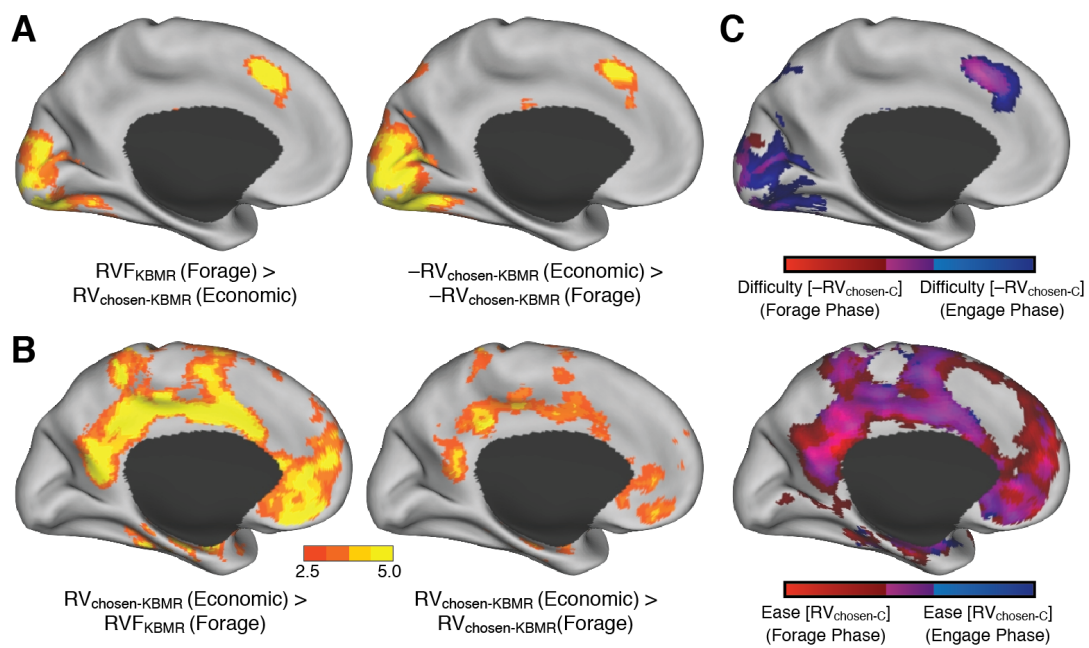 A
C
RVFKBMR (Forage) >
RVchosen-KBMR (Economic)
–RVchosen-KBMR (Economic) >
–RVchosen-KBMR (Forage)
Difficulty [–RVchosen-C]
(Forage Phase)
Difficulty [–RVchosen-C]
(Engage Phase)
B
2.5
5.0
RVchosen-KBMR (Economic) >
RVFKBMR (Forage)
RVchosen-KBMR (Economic) >
RVchosen-KBMR(Forage)
Ease [RVchosen-C]
(Forage Phase)
Ease [RVchosen-C]
(Engage Phase)